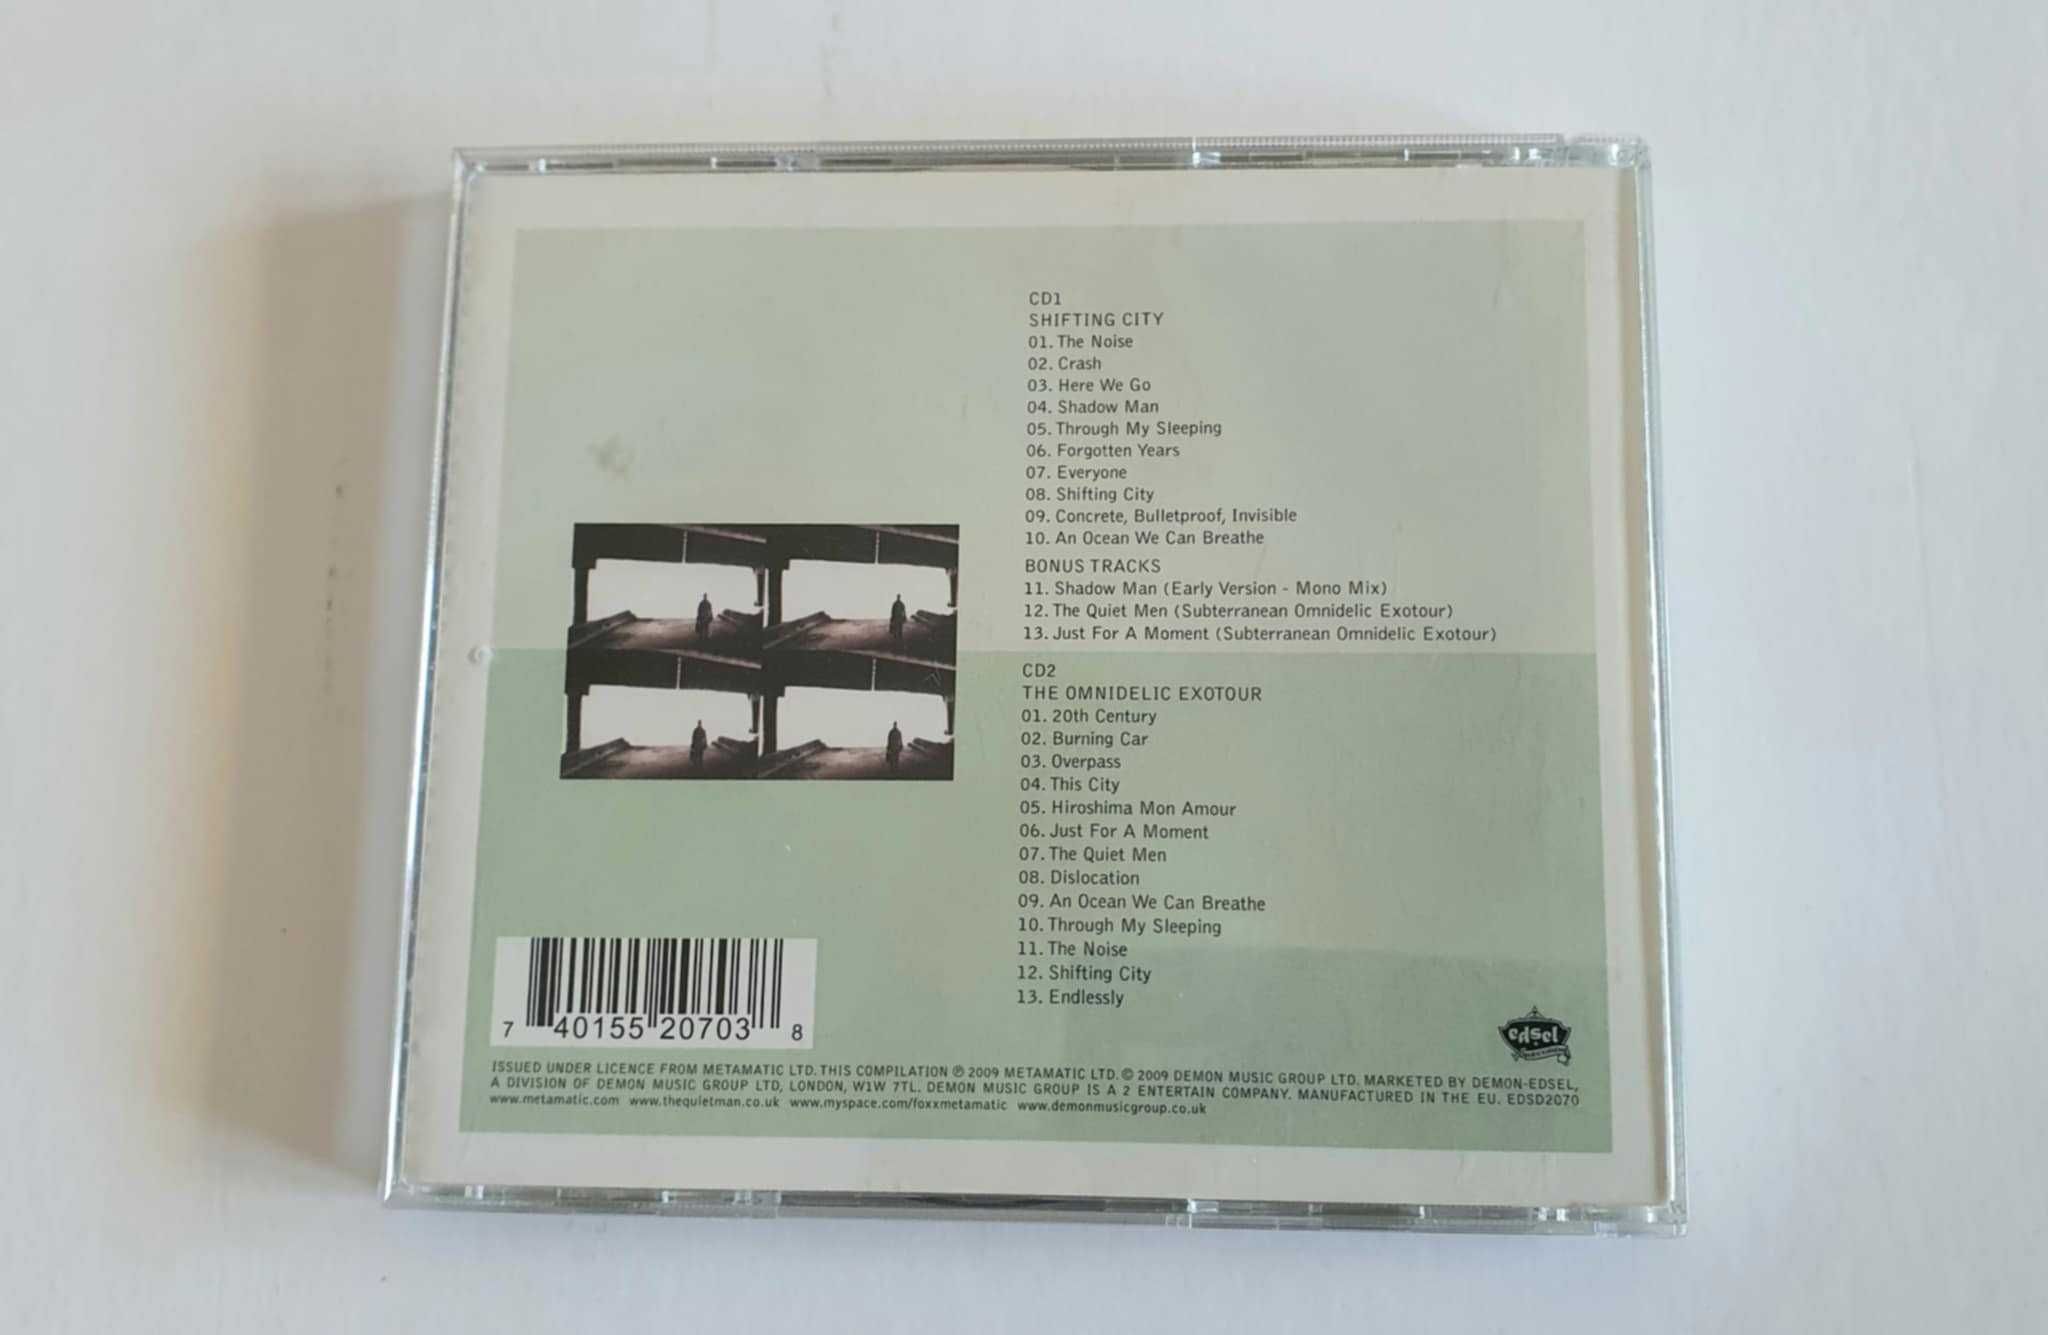 CD1
SHIFTING CITY
01. The Noise
02. Crash
03. Here We Go
04. Shadow Man
05. Through My Sleeping
06. Forgotten Years
07. Everyone
08. Shifting City
09. Concrete, Bulletproof, Invisible
10. An Ocean We Can Breathe
BONUS TRACKS
11. Shadow Man (Early Version - Mono Mix)
12. The Quiet Men (Subterranean Omnidelic Exotour)
13. Just For A Moment (Subterranean Omnidelic Exotour)
CD2
THE OMNIDELIC EXOTOUR
01. 20th Century
02. Burning Car
03. Overpass
04. This City
05. Hiroshima Mon Amour
06. Just For A Moment
07. The Quiet Men
08. Dislocation
09. An Ocean We Can Breathe
10. Through My Sleeping
11. The Noise
12. Shifting City
13. Endlessly
7 40155 20703 8
edsel
ISSUED UNDER LICENCE FROM METAMATIC LTD. THIS COMPILATION ℗ 2009 METAMATIC LTD. © 2009 DEMON MUSIC GROUP LTD. MARKETED BY DEMON-EDSEL,
A DIVISION OF DEMON MUSIC GROUP LTD, LONDON, W1W 7TL. DEMON MUSIC GROUP IS A 2 ENTERTAIN COMPANY. MANUFACTURED IN THE EU. EDSD2070
www.metamatic.com www.thequietman.co.uk www.myspace.com/foxxmetamatic www.demonmusicgroup.co.uk